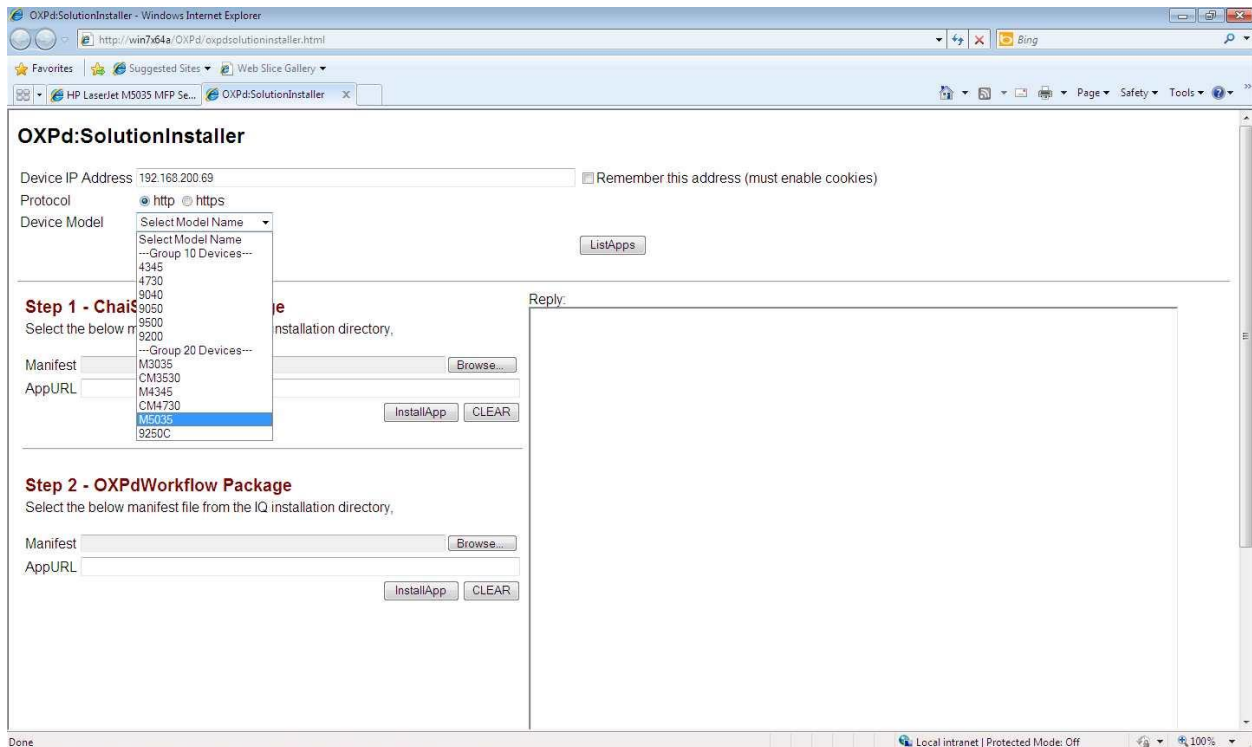 OXPd:SolutionInstaller - Windows Internet Explorer
http://win7x64a/OXPd/oxpdsolutioninstaller.html
Bing
Favorites Suggested Sites Web Slice Gallery
HP LaserJet M5035 MFP Se... OXPd:SolutionInstaller x
Page Safety Tools
OXPd:SolutionInstaller
Device IP Address 192.168.200.69 Remember this address (must enable cookies)
Protocol http https
Device Model Select Model Name
Select Model Name
---Group 10 Devices---
4345
4730
9040
9050
9500
9200
---Group 20 Devices---
M3035
CM3530
M4345
CM4730
M5035
9250C
ListApps
Step 1 - Chai
Select the below nstallation directory,
Manifest Browse...
AppURL
InstallApp CLEAR
Step 2 - OXPdWorkflow Package
Select the below manifest file from the IQ installation directory,
Manifest Browse...
AppURL
InstallApp CLEAR
Reply:
Done Local intranet | Protected Mode: Off 100%